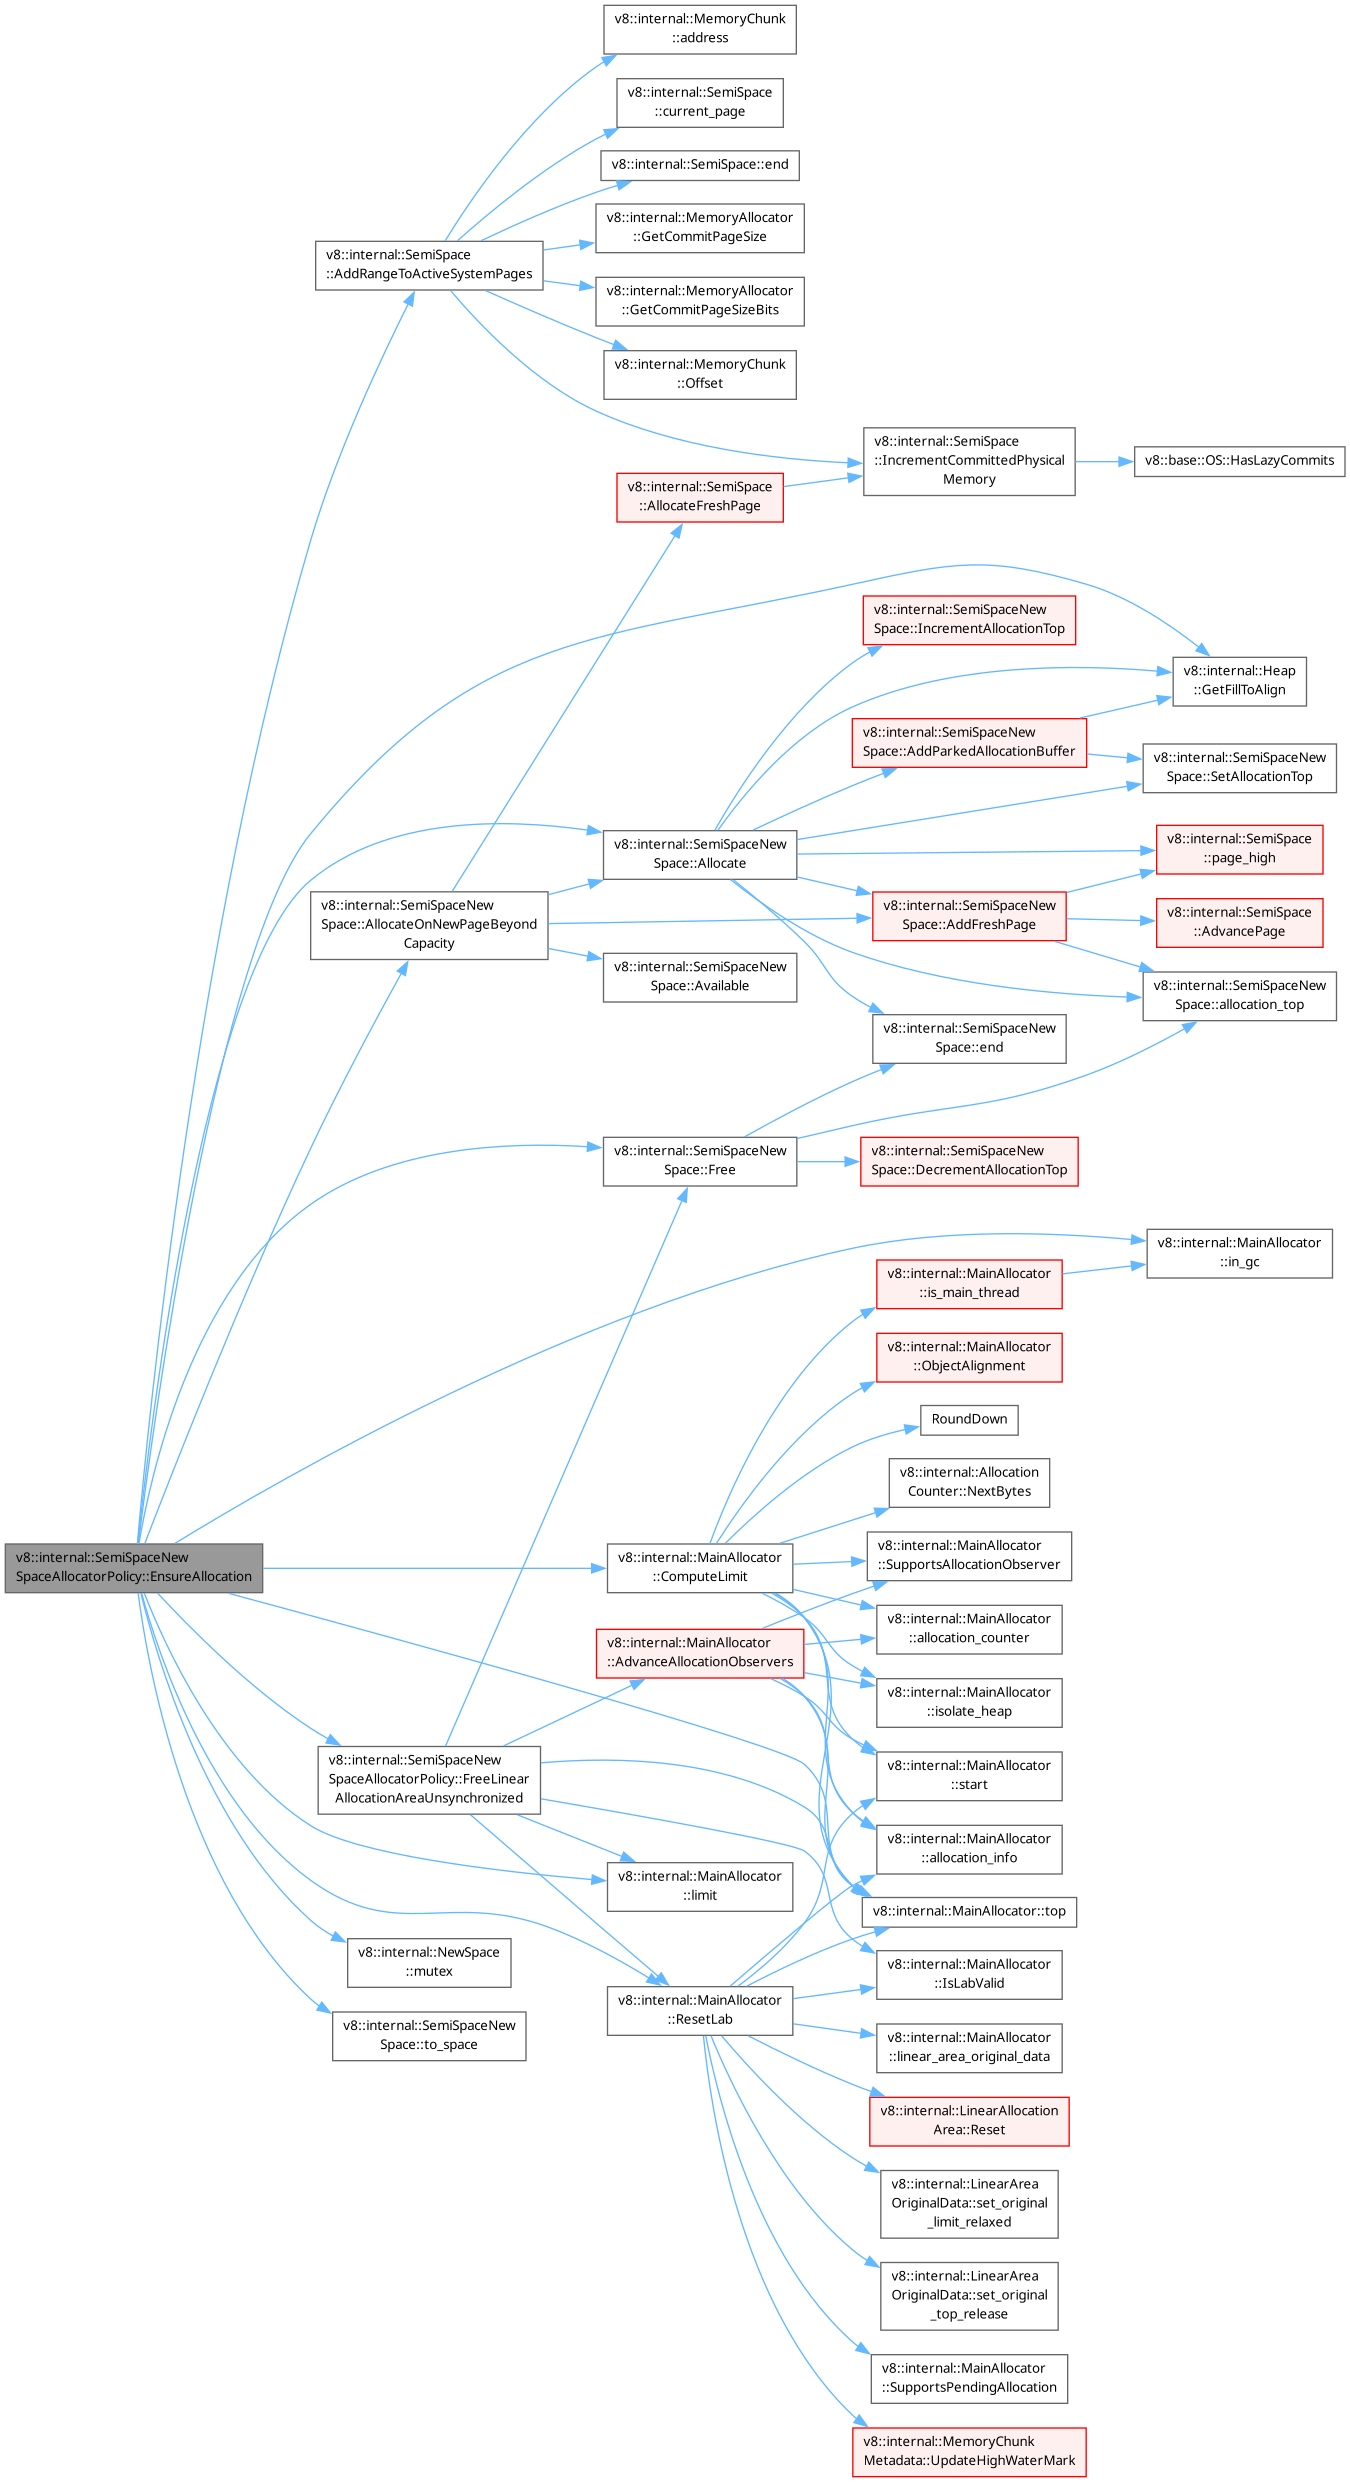 v8::internal::MemoryChunk
::address
v8::internal::SemiSpace
::current_page
v8::internal::SemiSpace::end
v8::internal::MemoryAllocator
::GetCommitPageSize
v8::internal::SemiSpace
::AddRangeToActiveSystemPages
v8::internal::MemoryAllocator
::GetCommitPageSizeBits
v8::internal::MemoryChunk
::Offset
v8::internal::SemiSpace
::IncrementCommittedPhysical
Memory
v8::base::OS::HasLazyCommits
v8::internal::SemiSpace
::AllocateFreshPage
v8::internal::SemiSpaceNew
Space::IncrementAllocationTop
v8::internal::Heap
::GetFillToAlign
v8::internal::SemiSpaceNew
Space::AddParkedAllocationBuffer
v8::internal::SemiSpaceNew
Space::SetAllocationTop
v8::internal::SemiSpaceNew
Space::Allocate
v8::internal::SemiSpace
::page_high
v8::internal::SemiSpaceNew
Space::AllocateOnNewPageBeyond
Capacity
v8::internal::SemiSpaceNew
Space::AddFreshPage
v8::internal::SemiSpace
::AdvancePage
v8::internal::SemiSpaceNew
Space::Available
v8::internal::SemiSpaceNew
Space::allocation_top
v8::internal::SemiSpaceNew
Space::end
v8::internal::SemiSpaceNew
Space::Free
v8::internal::SemiSpaceNew
Space::DecrementAllocationTop
v8::internal::MainAllocator
::in_gc
v8::internal::MainAllocator
::is_main_thread
v8::internal::MainAllocator
::ObjectAlignment
RoundDown
v8::internal::Allocation
Counter::NextBytes
v8::internal::SemiSpaceNew
SpaceAllocatorPolicy::EnsureAllocation
v8::internal::MainAllocator
::ComputeLimit
v8::internal::MainAllocator
::SupportsAllocationObserver
v8::internal::MainAllocator
::allocation_counter
v8::internal::MainAllocator
::AdvanceAllocationObservers
v8::internal::MainAllocator
::isolate_heap
v8::internal::SemiSpaceNew
SpaceAllocatorPolicy::FreeLinear
AllocationAreaUnsynchronized
v8::internal::MainAllocator
::start
v8::internal::MainAllocator
::allocation_info
v8::internal::MainAllocator
::limit
v8::internal::MainAllocator::top
v8::internal::NewSpace
::mutex
v8::internal::MainAllocator
::IsLabValid
v8::internal::MainAllocator
::ResetLab
v8::internal::SemiSpaceNew
Space::to_space
v8::internal::MainAllocator
::linear_area_original_data
v8::internal::LinearAllocation
Area::Reset
v8::internal::LinearArea
OriginalData::set_original
_limit_relaxed
v8::internal::LinearArea
OriginalData::set_original
_top_release
v8::internal::MainAllocator
::SupportsPendingAllocation
v8::internal::MemoryChunk
Metadata::UpdateHighWaterMark